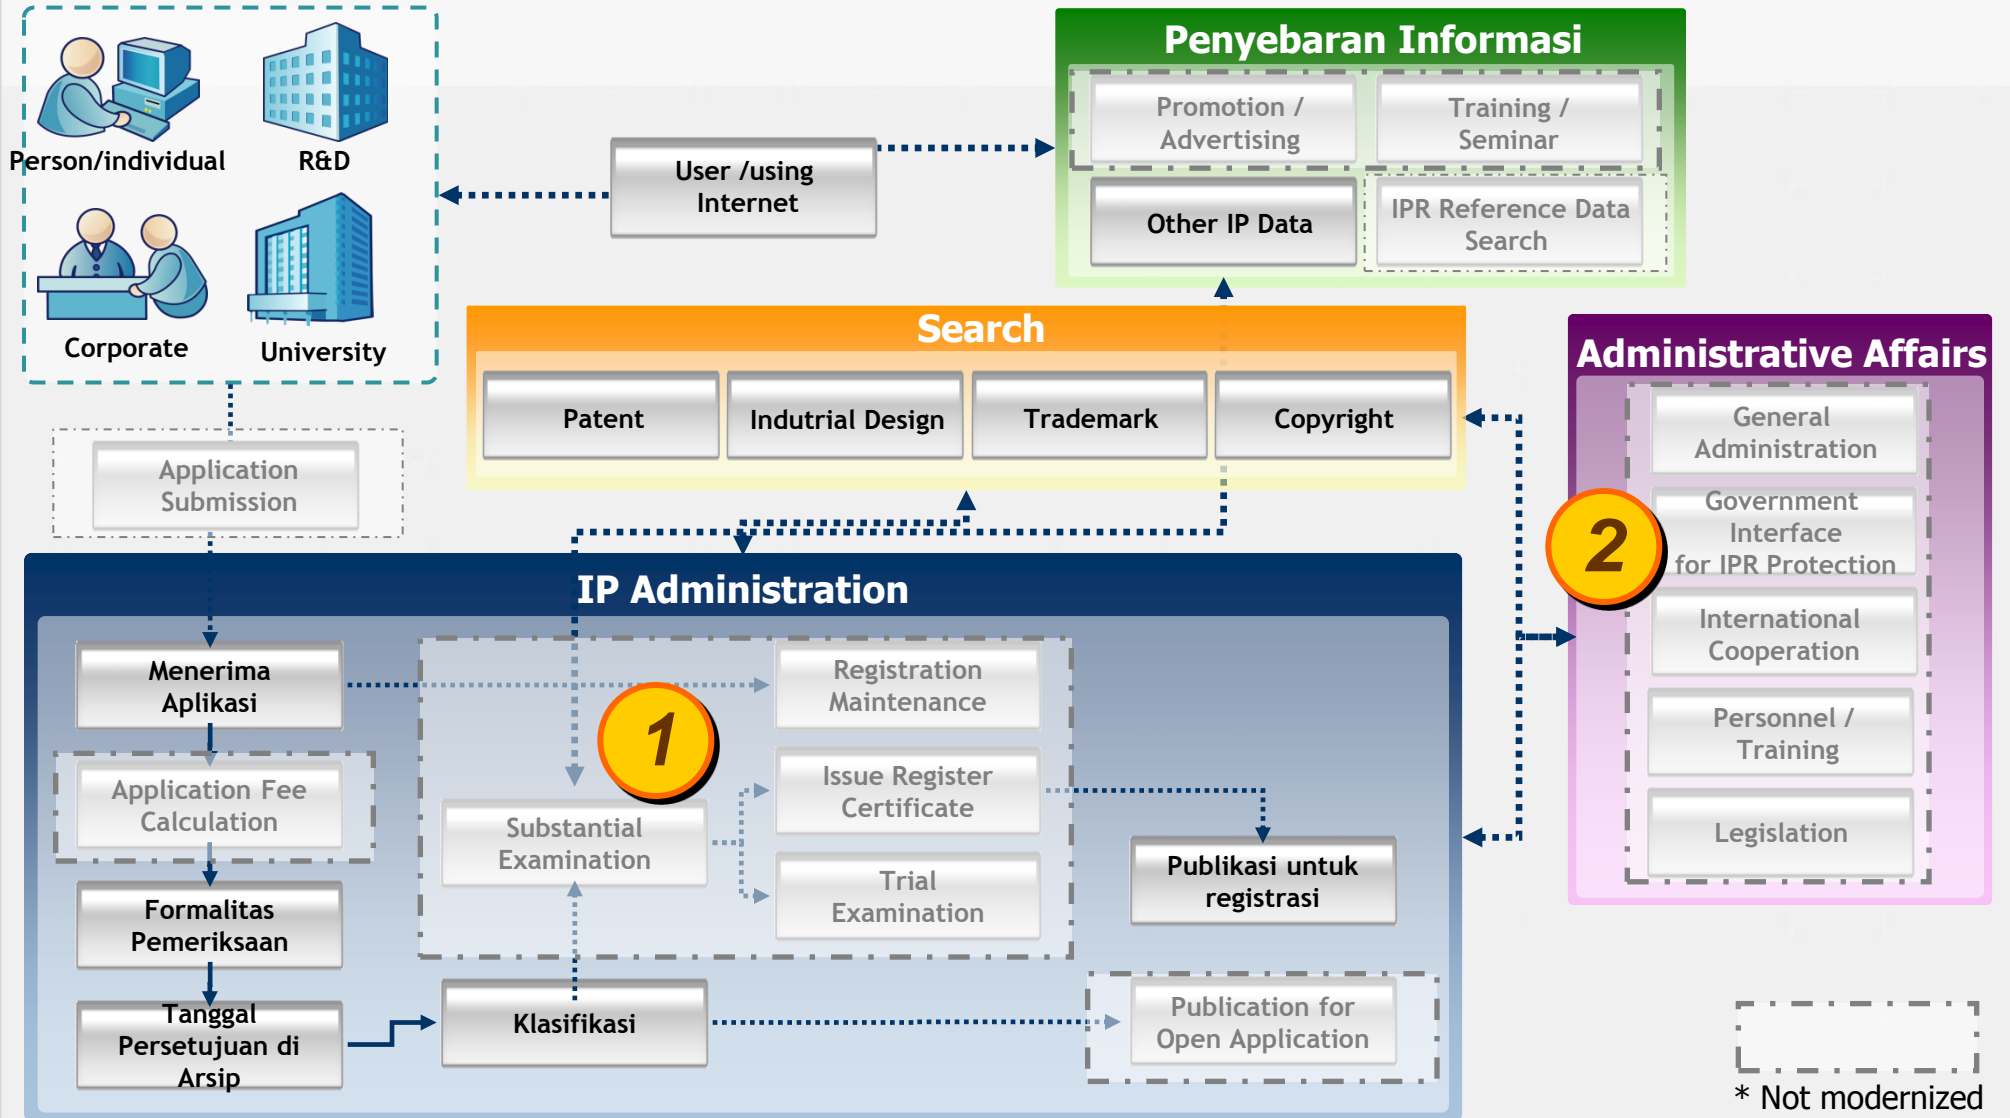 Person/individual
R&D
Corporate
University
User /using
Internet
Penyebaran Informasi
Promotion /
Advertising
Training /
Seminar
Other IP Data
IPR Reference Data
Search
Search
Patent
Indutrial Design
Trademark
Copyright
Administrative Affairs
General
Administration
Government
Interface
for IPR Protection
International
Cooperation
Personnel /
Training
Legislation
2
Application
Submission
IP Administration
Menerima
Aplikasi
Application Fee
Calculation
Formalitas
Pemeriksaan
Tanggal
Persetujuan di
Arsip
Klasifikasi
1
Substantial
Examination
Registration
Maintenance
Issue Register
Certificate
Trial
Examination
Publikasi untuk
registrasi
Publication for
Open Application
* Not modernized